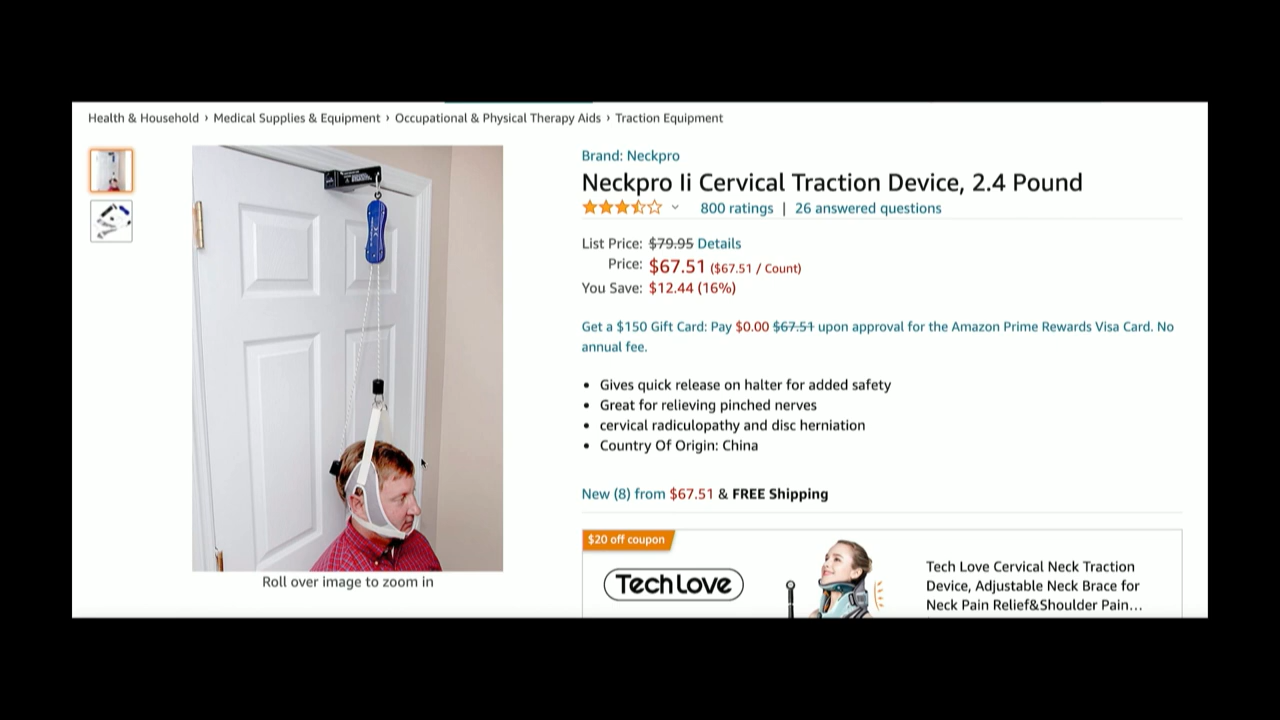 Health & Household › Medical Supplies & Equipment › Occupational & Physical Therapy Aids › Traction Equipment
Brand: Neckpro
Neckpro Ii Cervical Traction Device, 2.4 Pound
800 ratings | 26 answered questions
List Price: $79.95 Details
Price: $67.51 ($67.51 / Count)
You Save: $12.44 (16%)
Get a $150 Gift Card: Pay $0.00 $67.51 upon approval for the Amazon Prime Rewards Visa Card. No
annual fee.
• Gives quick release on halter for added safety
• Great for relieving pinched nerves
• cervical radiculopathy and disc herniation
• Country Of Origin: China
New (8) from $67.51 & FREE Shipping
Roll over image to zoom in
$20 off coupon
TechLove
Tech Love Cervical Neck Traction
Device, Adjustable Neck Brace for
Neck Pain Relief&Shoulder Pain...